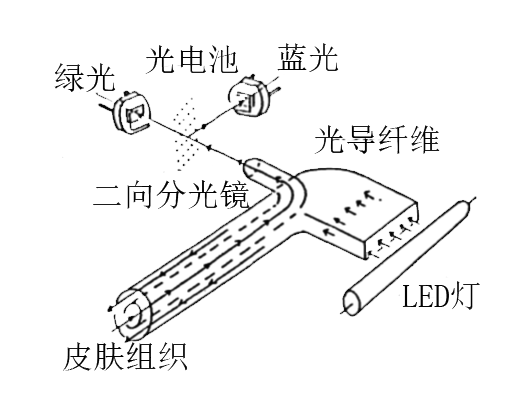 光电池
蓝光
绿光
光导纤维
二向分光镜
LED灯
皮肤组织